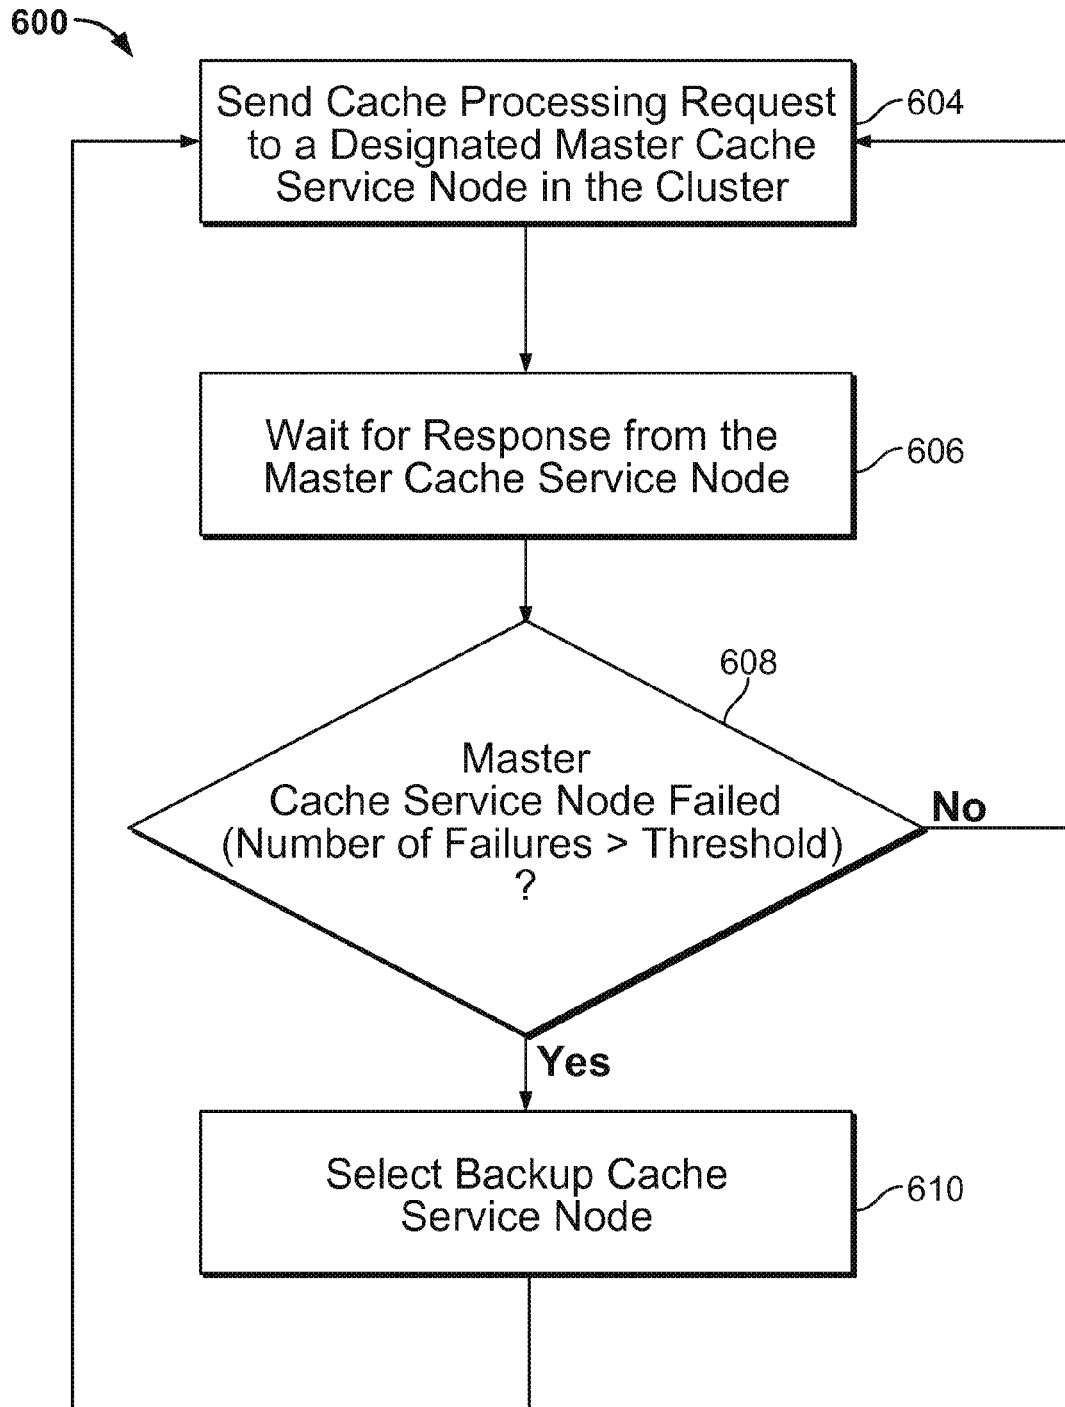 600
Send Cache Processing Request
to a Designated Master Cache
Service Node in the Cluster
604
Wait for Response from the
Master Cache Service Node
606
608
Master
Cache Service Node Failed
(Number of Failures > Threshold)
?
No
Yes
Select Backup Cache
Service Node
610